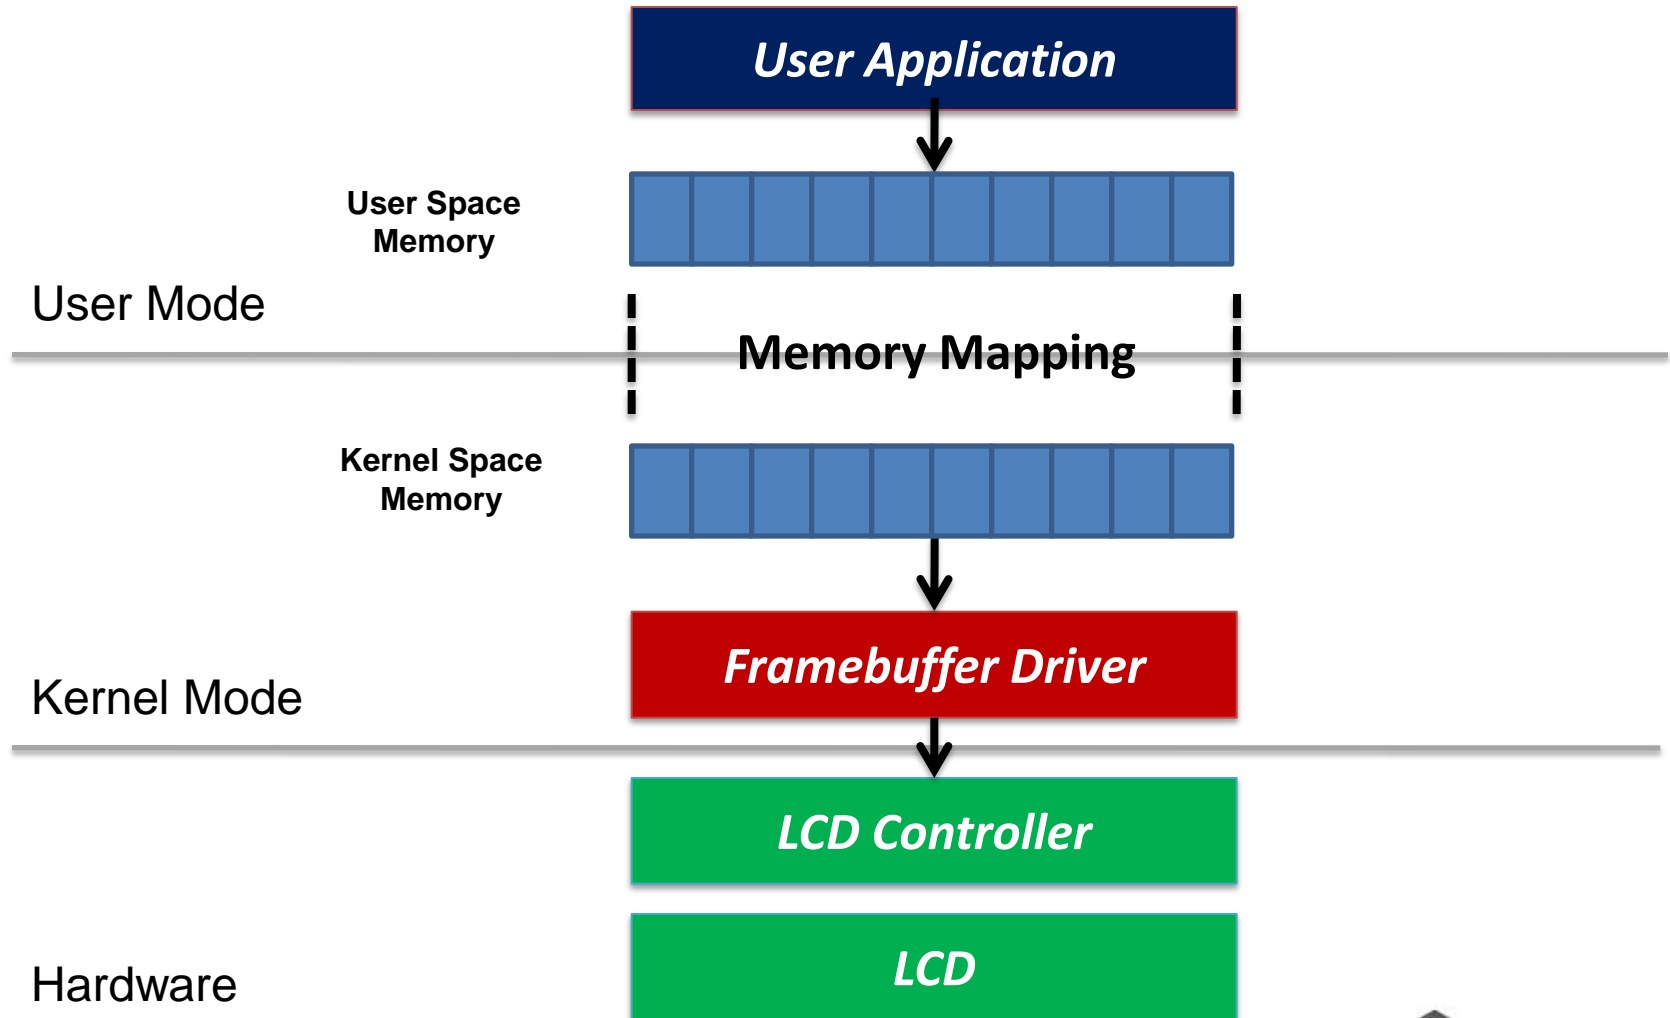 User Application
User Space
Memory
User Mode
Memory Mapping
Kernel Space
Memory
Framebuffer Driver
Kernel Mode
LCD Controller
LCD
Hardware